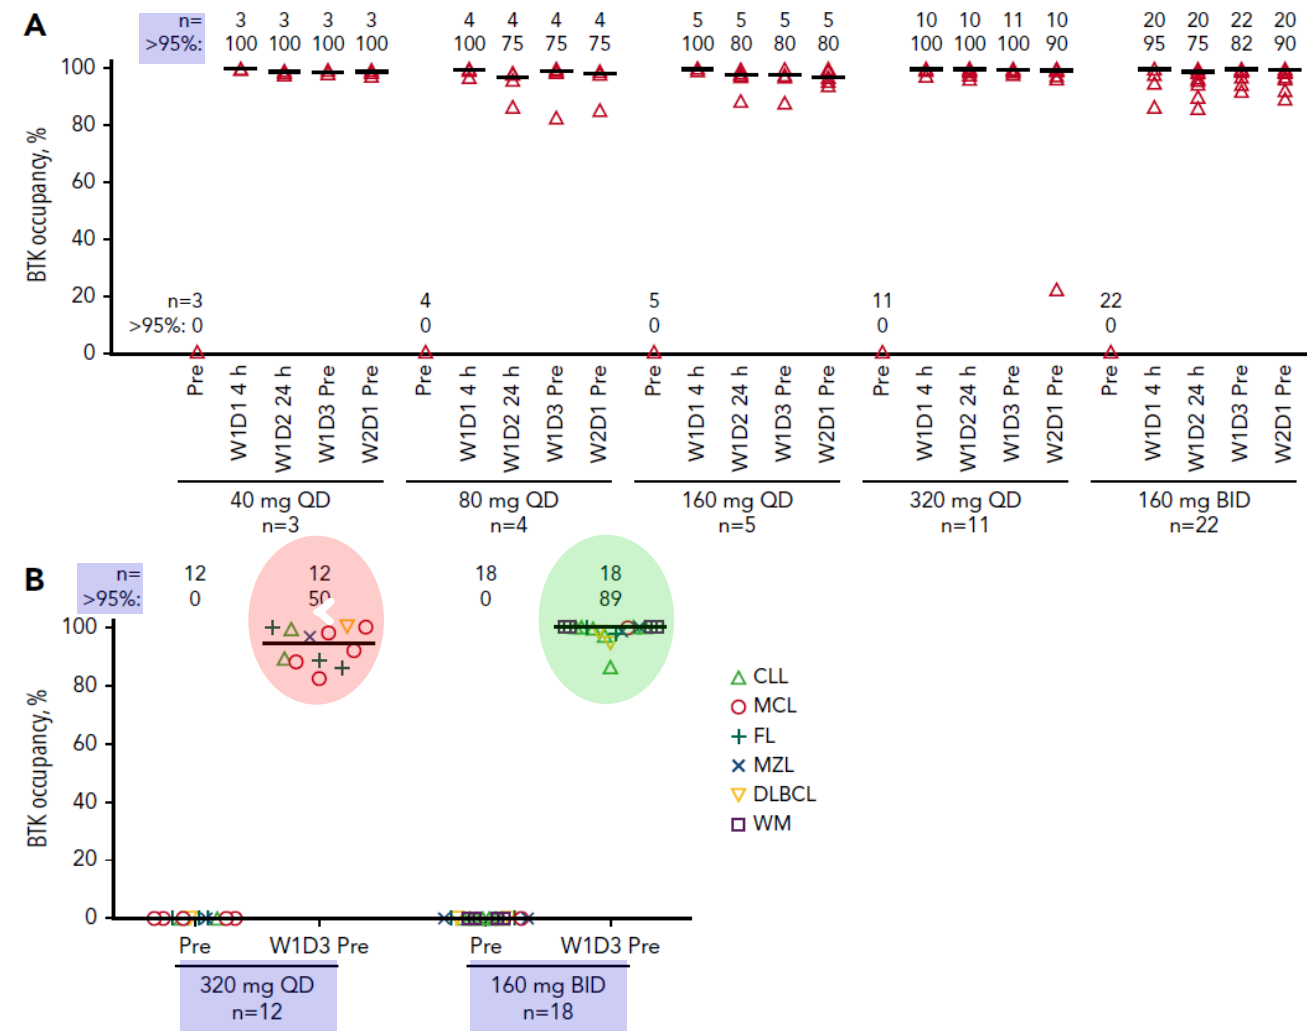 A
n= 3 3 3 3 4 4 4 4 5 5 5 5 10 10 11 10 20 20 22 20
>95%: 100 100 100 100 100 75 75 75 100 80 80 80 100 100 100 90 95 75 82 90
BTK occupancy, %
100
80
60
40
20
0
n=3 4 5 11 22
>95%: 0 0 0 0 0
Pre W1D1 4 h W1D2 24 h W1D3 Pre W2D1 Pre Pre W1D1 4 h W1D2 24 h W1D3 Pre W2D1 Pre Pre W1D1 4 h W1D2 24 h W1D3 Pre W2D1 Pre Pre W1D1 4 h W1D2 24 h W1D3 Pre W2D1 Pre Pre W1D1 4 h W1D2 24 h W1D3 Pre W2D1 Pre
40 mg QD 80 mg QD 160 mg QD 320 mg QD 160 mg BID
n=3 n=4 n=5 n=11 n=22
B
n= 12 12 18 18
>95%: 0 50 0 89
BTK occupancy, %
100
80
60
40
20
0
<
CLL
MCL
FL
MZL
DLBCL
WM
Pre W1D3 Pre Pre W1D3 Pre
320 mg QD 160 mg BID
n=12 n=18